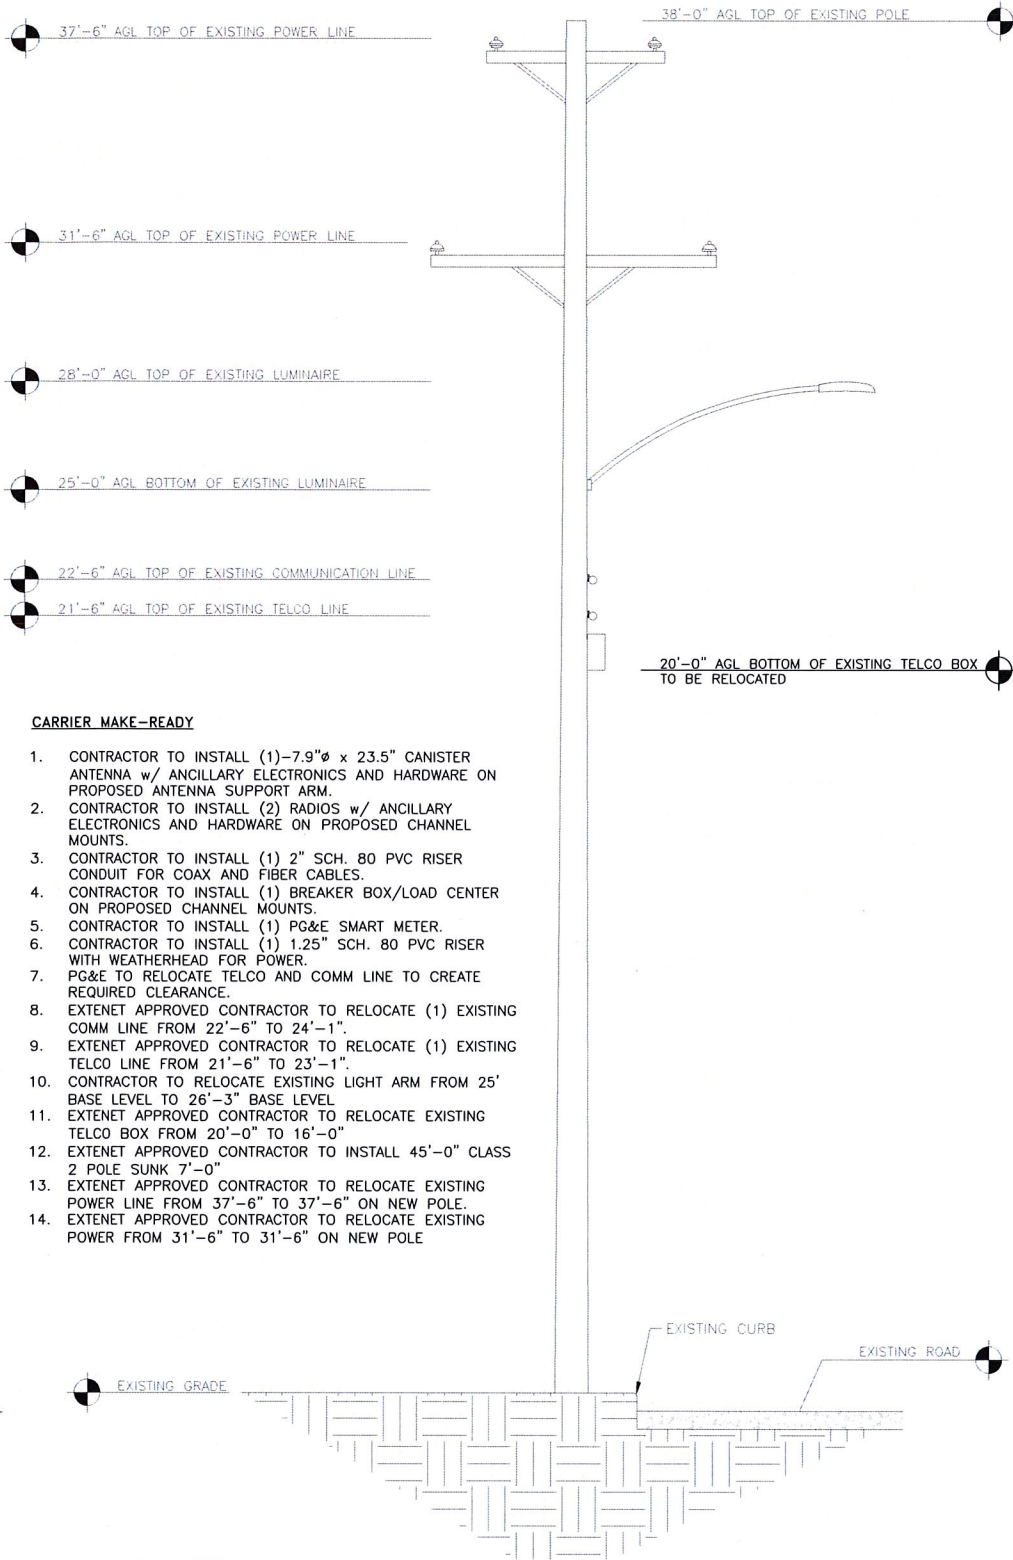 38'-0" AGL TOP OF EXISTING POLE
37'-6" AGL TOP OF EXISTING POWER LINE
31'-6" AGL TOP OF EXISTING POWER LINE
28'-0" AGL TOP OF EXISTING LUMINAIRE
25'-0" AGL BOTTOM OF EXISTING LUMINAIRE
22'-6" AGL TOP OF EXISTING COMMUNICATION LINE
21'-6" AGL TOP OF EXISTING TELCO LINE
20'-0" AGL BOTTOM OF EXISTING TELCO BOX
TO BE RELOCATED
CARRIER MAKE-READY
1. CONTRACTOR TO INSTALL (1)-7.9"ø x 23.5" CANISTER
ANTENNA w/ ANCILLARY ELECTRONICS AND HARDWARE ON
PROPOSED ANTENNA SUPPORT ARM.
2. CONTRACTOR TO INSTALL (2) RADIOS w/ ANCILLARY
ELECTRONICS AND HARDWARE ON PROPOSED CHANNEL
MOUNTS.
3. CONTRACTOR TO INSTALL (1) 2" SCH. 80 PVC RISER
CONDUIT FOR COAX AND FIBER CABLES.
4. CONTRACTOR TO INSTALL (1) BREAKER BOX/LOAD CENTER
ON PROPOSED CHANNEL MOUNTS.
5. CONTRACTOR TO INSTALL (1) PG&E SMART METER.
6. CONTRACTOR TO INSTALL (1) 1.25" SCH. 80 PVC RISER
WITH WEATHERHEAD FOR POWER.
7. PG&E TO RELOCATE TELCO AND COMM LINE TO CREATE
REQUIRED CLEARANCE.
8. EXTENET APPROVED CONTRACTOR TO RELOCATE (1) EXISTING
COMM LINE FROM 22'-6" TO 24'-1".
9. EXTENET APPROVED CONTRACTOR TO RELOCATE (1) EXISTING
TELCO LINE FROM 21'-6" TO 23'-1".
10. CONTRACTOR TO RELOCATE EXISTING LIGHT ARM FROM 25'
BASE LEVEL TO 26'-3" BASE LEVEL
11. EXTENET APPROVED CONTRACTOR TO RELOCATE EXISTING
TELCO BOX FROM 20'-0" TO 16'-0"
12. EXTENET APPROVED CONTRACTOR TO INSTALL 45'-0" CLASS
2 POLE SUNK 7'-0"
13. EXTENET APPROVED CONTRACTOR TO RELOCATE EXISTING
POWER LINE FROM 37'-6" TO 37'-6" ON NEW POLE.
14. EXTENET APPROVED CONTRACTOR TO RELOCATE EXISTING
POWER FROM 31'-6" TO 31'-6" ON NEW POLE
EXISTING CURB
EXISTING ROAD
EXISTING GRADE